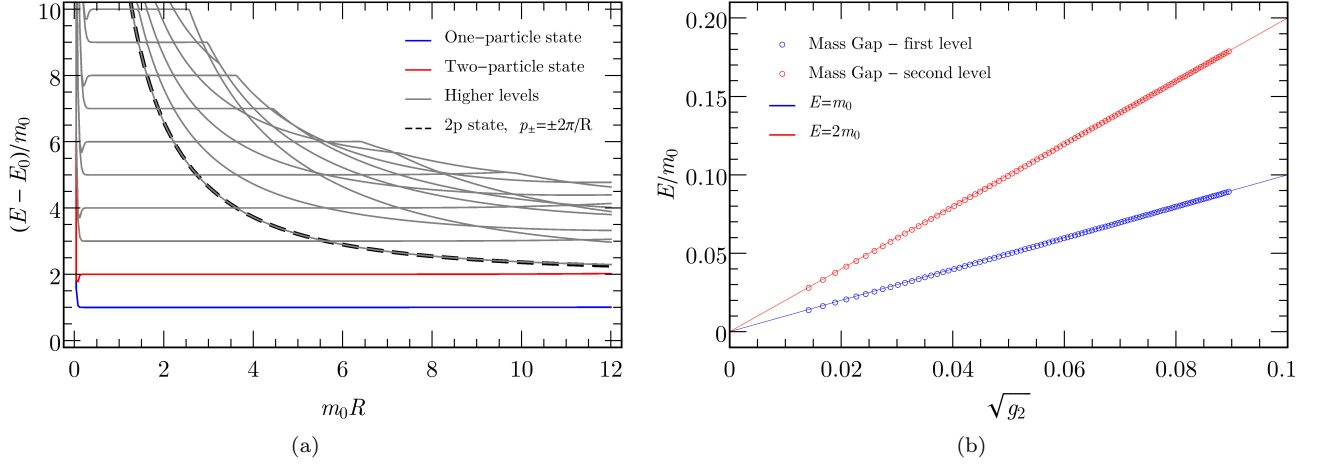 (E − E₀)/m₀
10
8
6
4
2
0
0
2
4
6
8
10
12
m₀R
One−particle state
Two−particle state
Higher levels
2p state, p±=±2π/R
(a)
E/m₀
0.20
0.15
0.10
0.05
0
0
0.02
0.04
0.06
0.08
0.1
√g₂
Mass Gap − first level
Mass Gap − second level
E=m₀
E=2m₀
(b)